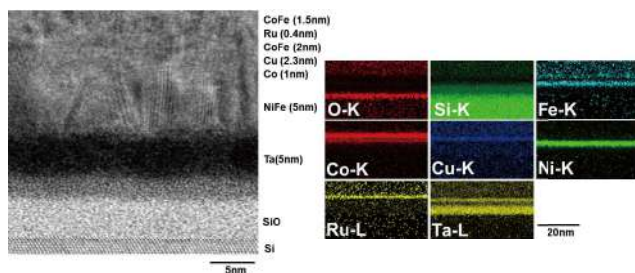 CoFe (1.5nm)
Ru (0.4nm)
CoFe (2nm)
Cu (2.3nm)
Co (1nm)
NiFe (5nm)
Ta(5nm)
SiO
Si
5nm
O-K
Si-K
Fe-K
Co-K
Cu-K
Ni-K
Ru-L
Ta-L
20nm